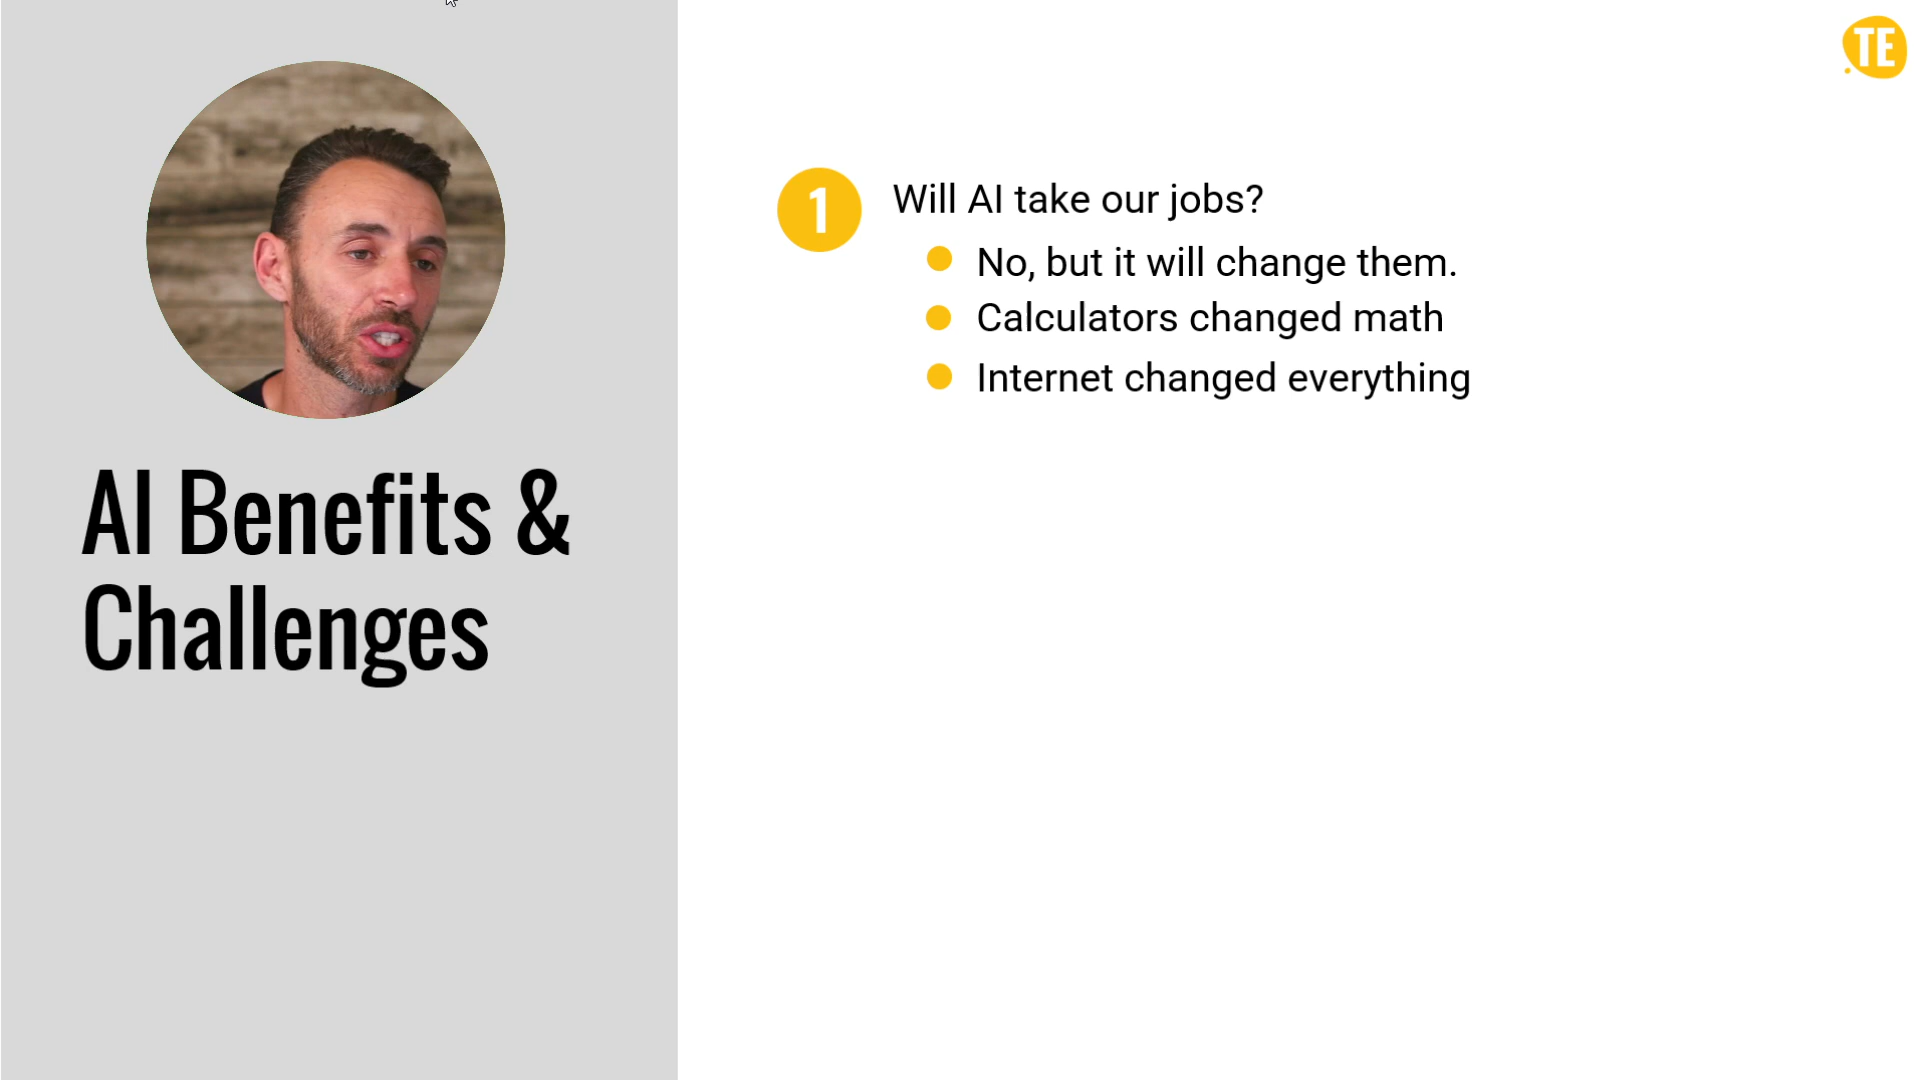 TE
AI Benefits &
Challenges
1
Will AI take our jobs?
No, but it will change them.
Calculators changed math
Internet changed everything